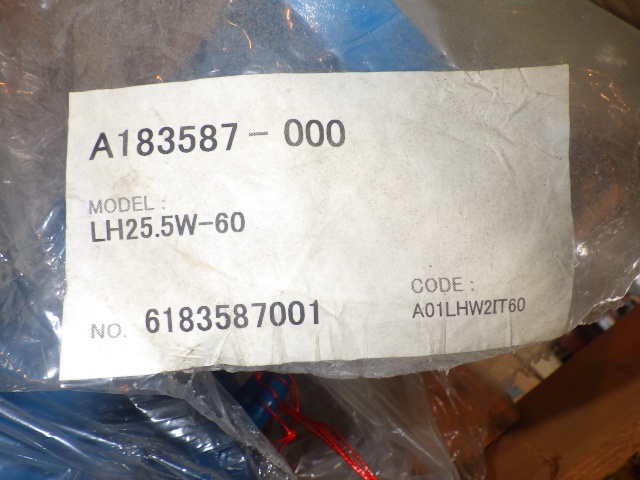 A183587-000
MODEL :
LH25.5W-60
NO. 6183587001
CODE :
A01LHW2IT60